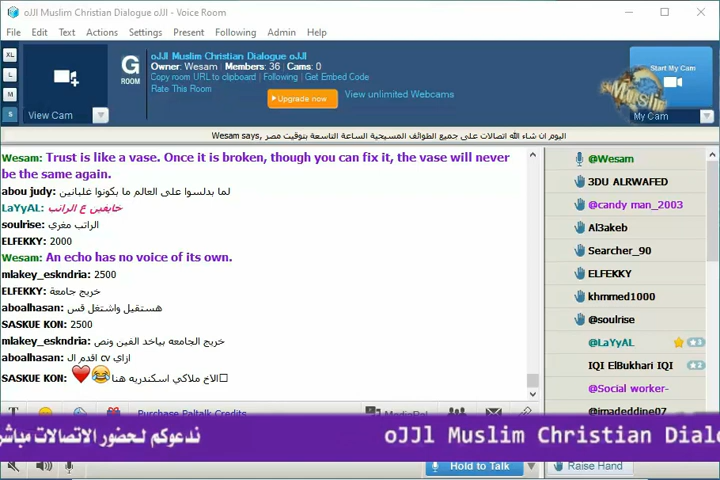 oJJl Muslim Christian Dialogue oJJl - Voice Room
File Edit Text Actions Settings Present Following Admin Help
XL
L
M
S
View Cam
G
ROOM
oJJl Muslim Christian Dialogue oJJl
Owner: Wesam | Members: 36 | Cams: 0
Copy room URL to clipboard | Following | Get Embed Code
Rate This Room
Upgrade now
View unlimited Webcams
Start My Cam
Muslim
My Cam
Wesam says, اليوم ان شاء الله اتصالات على جميع الطوائف المسيحية الساعة التاسعة بتوقيت مصر
Wesam: Trust is like a vase. Once it is broken, though you can fix it, the vase will never
be the same again.
abou judy: لما بدلسوا على العالم ما بكونوا غلبانين
LaYyAL: خايفين ع الراتب
soulrise: الراتب مغري
ELFEKKY: 2000
Wesam: An echo has no voice of its own.
mlakey_eskndria: 2500
ELFEKKY: خريج جامعة
aboalhasan: هستقيل واشتغل قس
SASKUE KON: 2500
mlakey_eskndria: خريج الجامعه بياخد الفين ونص
aboalhasan: ازاي cv اقدم ال
SASKUE KON: ❤😂الاخ ملاكي اسكندريه هنا
@Wesam
3DU ALRWAFED
@candy man_2003
Al3akeb
Searcher_90
ELFEKKY
khmmed1000
@soulrise
@LaYyAL 3
IQI ElBukhari IQI 2
@Social worker-
@imadeddine07
Purchase Paltalk Credits
ندعوكم لحضور الاتصالات مباشر
oJJl Muslim Christian Dialo
Hold to Talk
Raise Hand